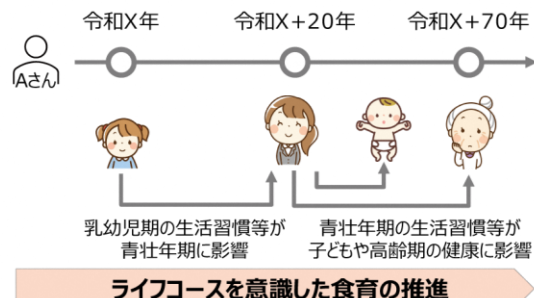 令和X年
令和X+20年
令和X+70年
Aさん
乳幼児期の生活習慣等が
青壮年期に影響
青壮年期の生活習慣等が
子どもや高齢期の健康に影響
ライフコースを意識した食育の推進